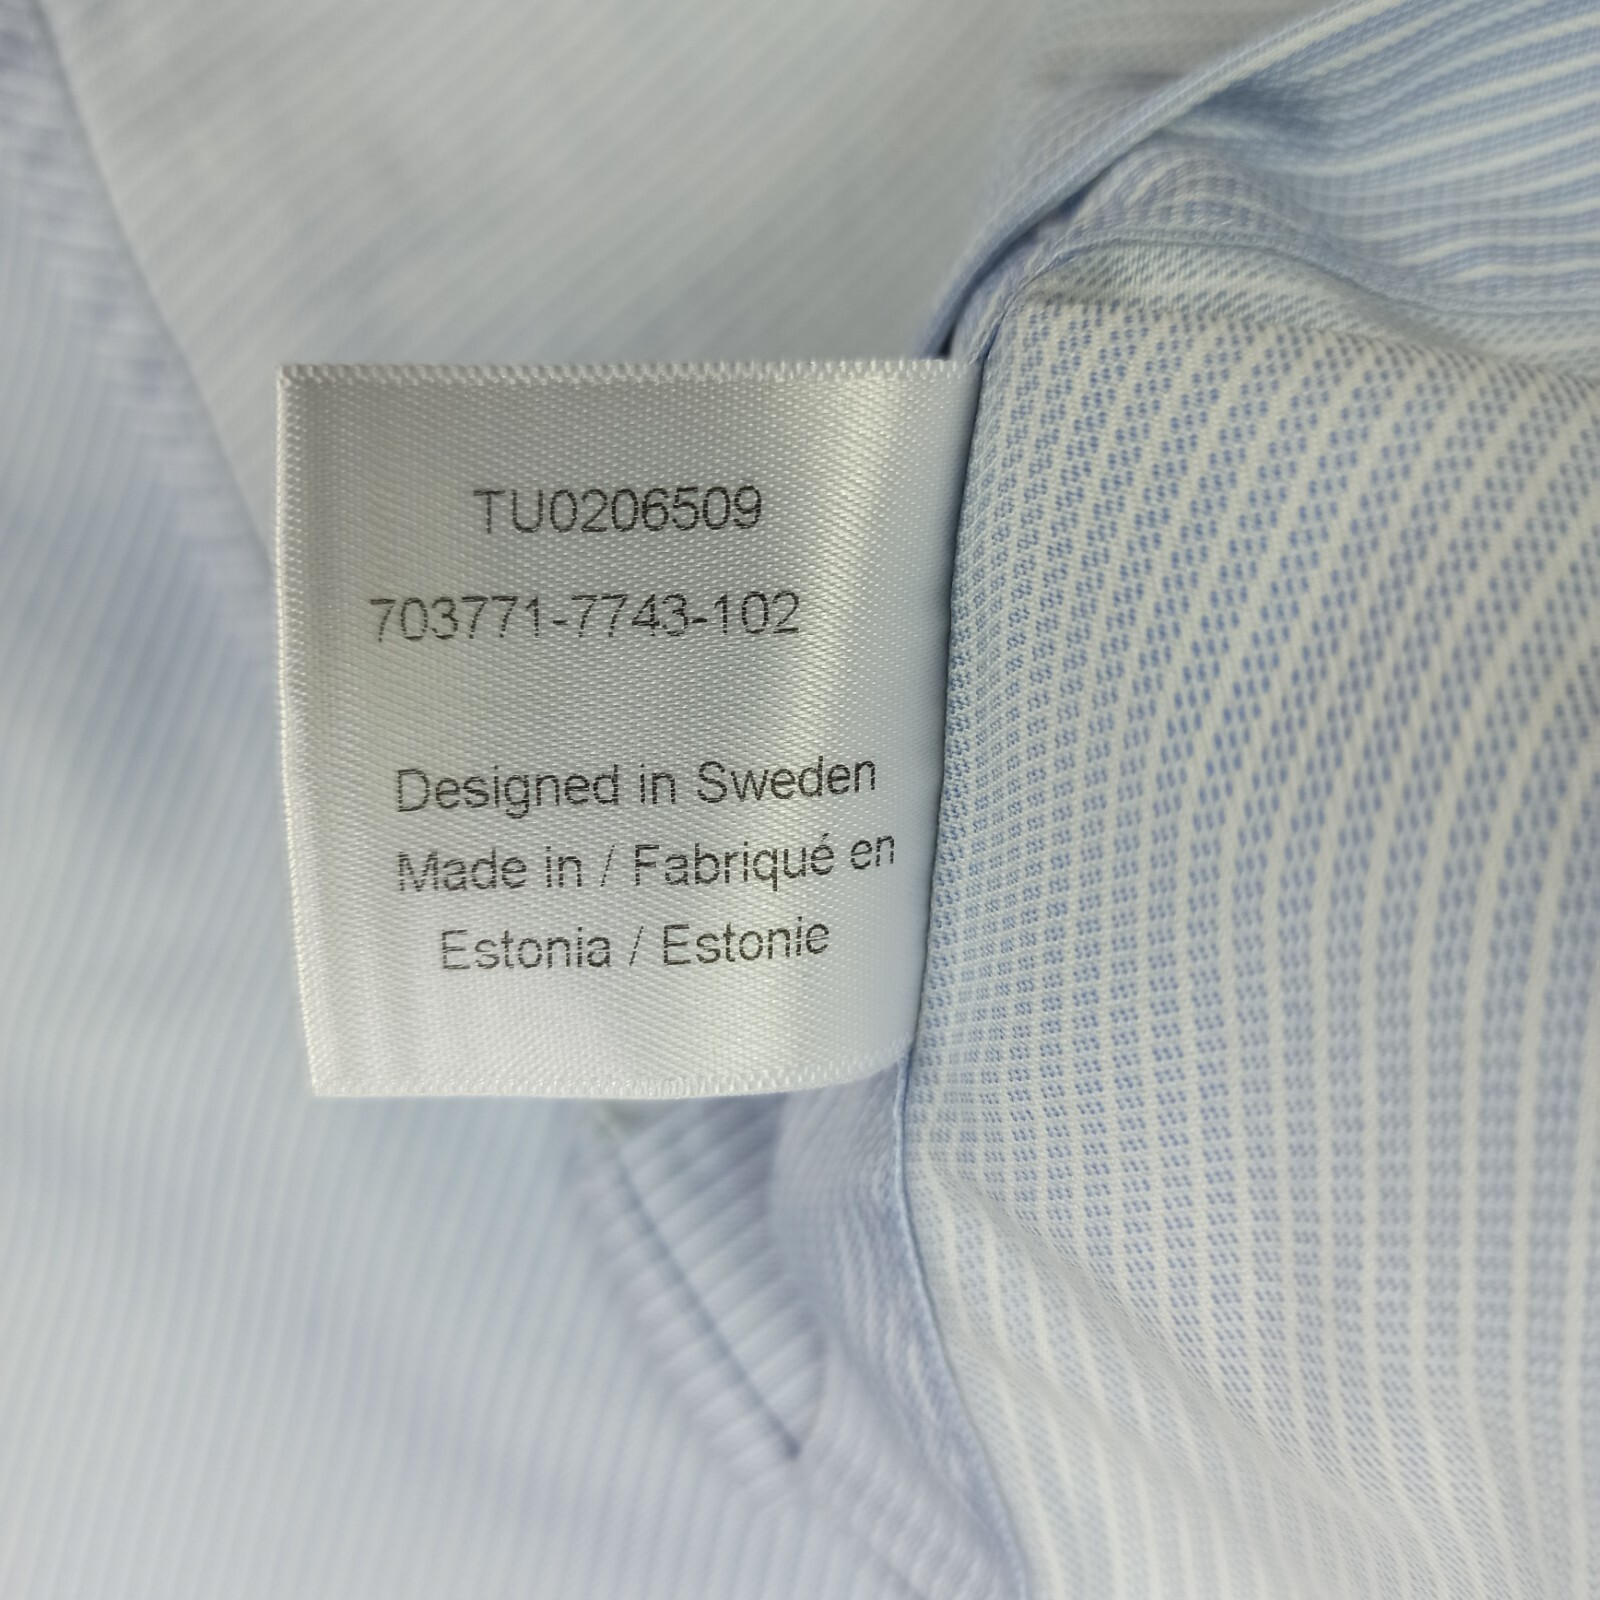 TU0206509
703771-7743-102
Designed in Sweden
Made in / Fabriqué en
Estonia / Estonie